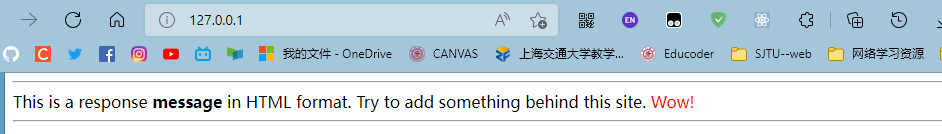 127.0.0.1
EN
我的文件 - OneDrive
CANVAS
上海交通大学教学...
Educoder
SJTU--web
网络学习资源
This is a response message in HTML format. Try to add something behind this site. Wow!